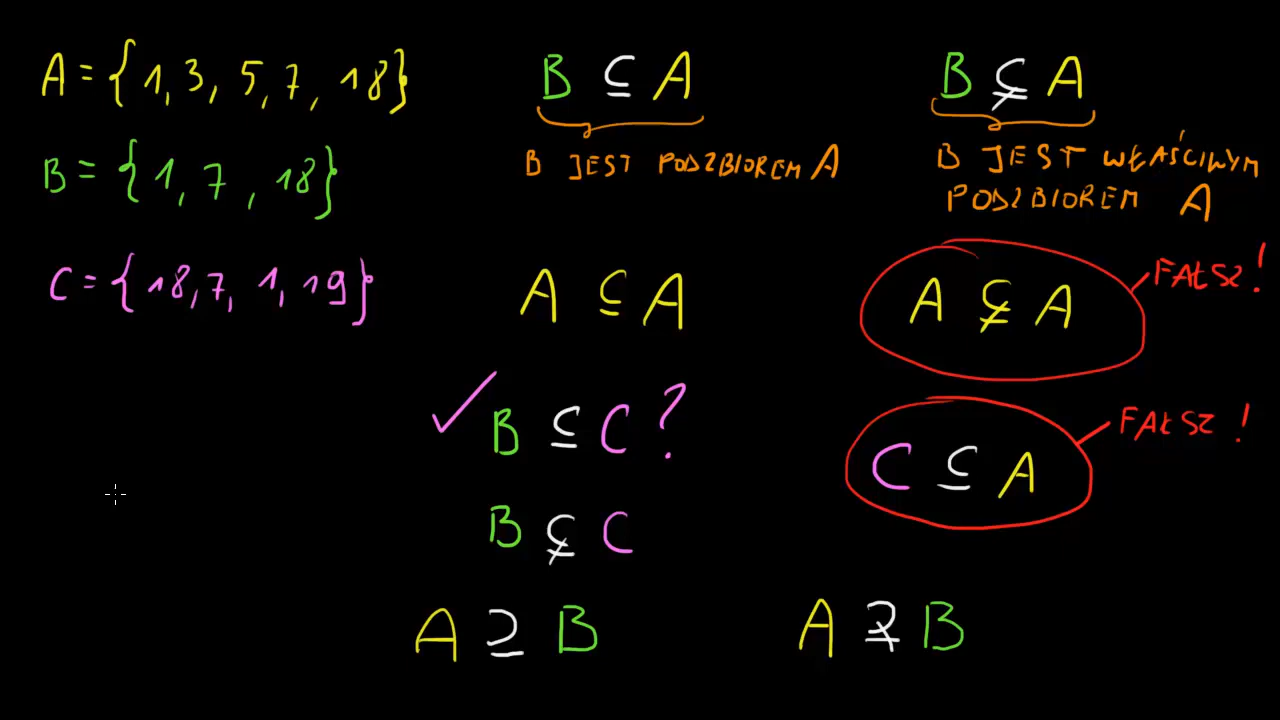 A = {1, 3, 5, 7, 18}
B ⊆ A
B ⊊ A
B = {1, 7, 18}
B JEST PODZBIOREM A
B JEST WŁAŚCIWYM
PODZBIOREM A
C = {18, 7, 1, 19}
A ⊆ A
A ⊊ A
FAŁSZ!
✓ B ⊆ C ?
C ⊆ A
FAŁSZ!
B ⊊ C
A ⊇ B
A ⊋ B